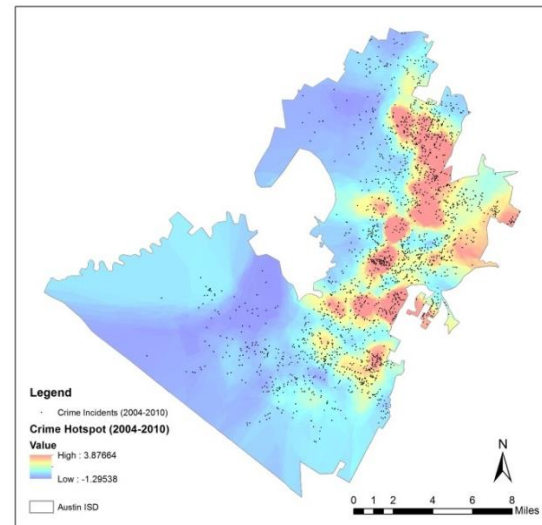 Legend
Crime Incidents (2004-2010)
Crime Hotspot (2004-2010)
Value
High : 3.87664
Low : -1.29538
Austin ISD
N
0 1 2 4 6 8
Miles